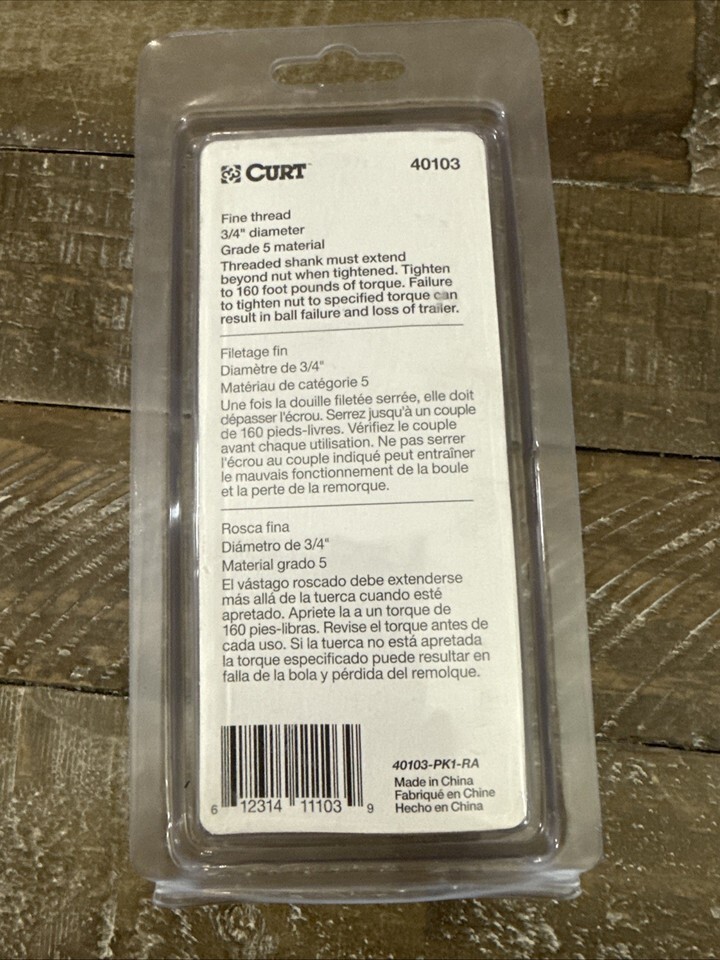 CURT™ 40103
Fine thread
3/4" diameter
Grade 5 material
Threaded shank must extend
beyond nut when tightened. Tighten
to 160 foot pounds of torque. Failure
to tighten nut to specified torque can
result in ball failure and loss of trailer.
Filetage fin
Diamètre de 3/4"
Matériau de catégorie 5
Une fois la douille filetée serrée, elle doit
dépasser l'écrou. Serrez jusqu'à un couple
de 160 pieds-livres. Vérifiez le couple
avant chaque utilisation. Ne pas serrer
l'écrou au couple indiqué peut entraîner
le mauvais fonctionnement de la boule
et la perte de la remorque.
Rosca fina
Diámetro de 3/4"
Material grado 5
El vástago roscado debe extenderse
más allá de la tuerca cuando esté
apretado. Apriete la a un torque de
160 pies-libras. Revise el torque antes de
cada uso. Si la tuerca no está apretada
la torque especificado puede resultar en
falla de la bola y pérdida del remolque.
40103-PK1-RA
Made in China
Fabriqué en Chine
Hecho en China
6 12314 11103 9